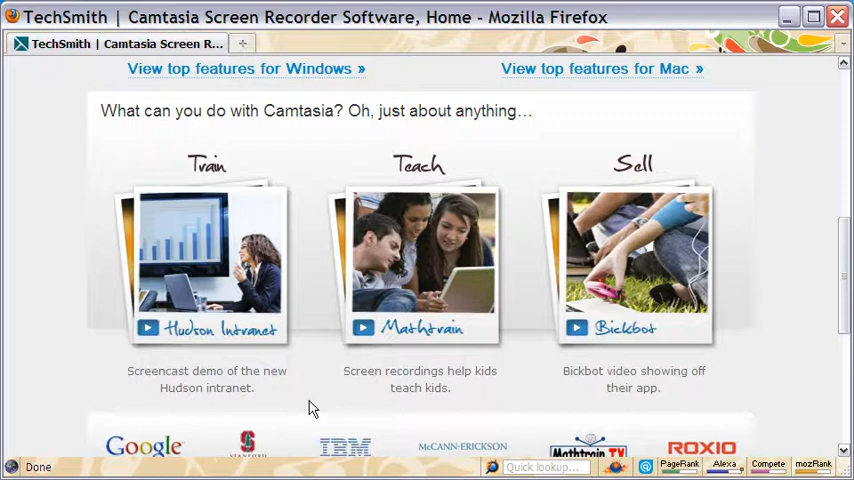 TechSmith | Camtasia Screen Recorder Software, Home - Mozilla Firefox
TechSmith | Camtasia Screen R...
View top features for Windows »
View top features for Mac »
What can you do with Camtasia? Oh, just about anything…
Train
Teach
Sell
Hudson Intranet
Mathtrain
Bickbot
Screencast demo of the new
Hudson intranet.
Screen recordings help kids
teach kids.
Bickbot video showing off
their app.
Google
STANFORD
IBM
McCANN-ERICKSON
Mathtrain TV
ROXIO
Done
Quick lookup...
PageRank
Alexa
Compete
mozRank